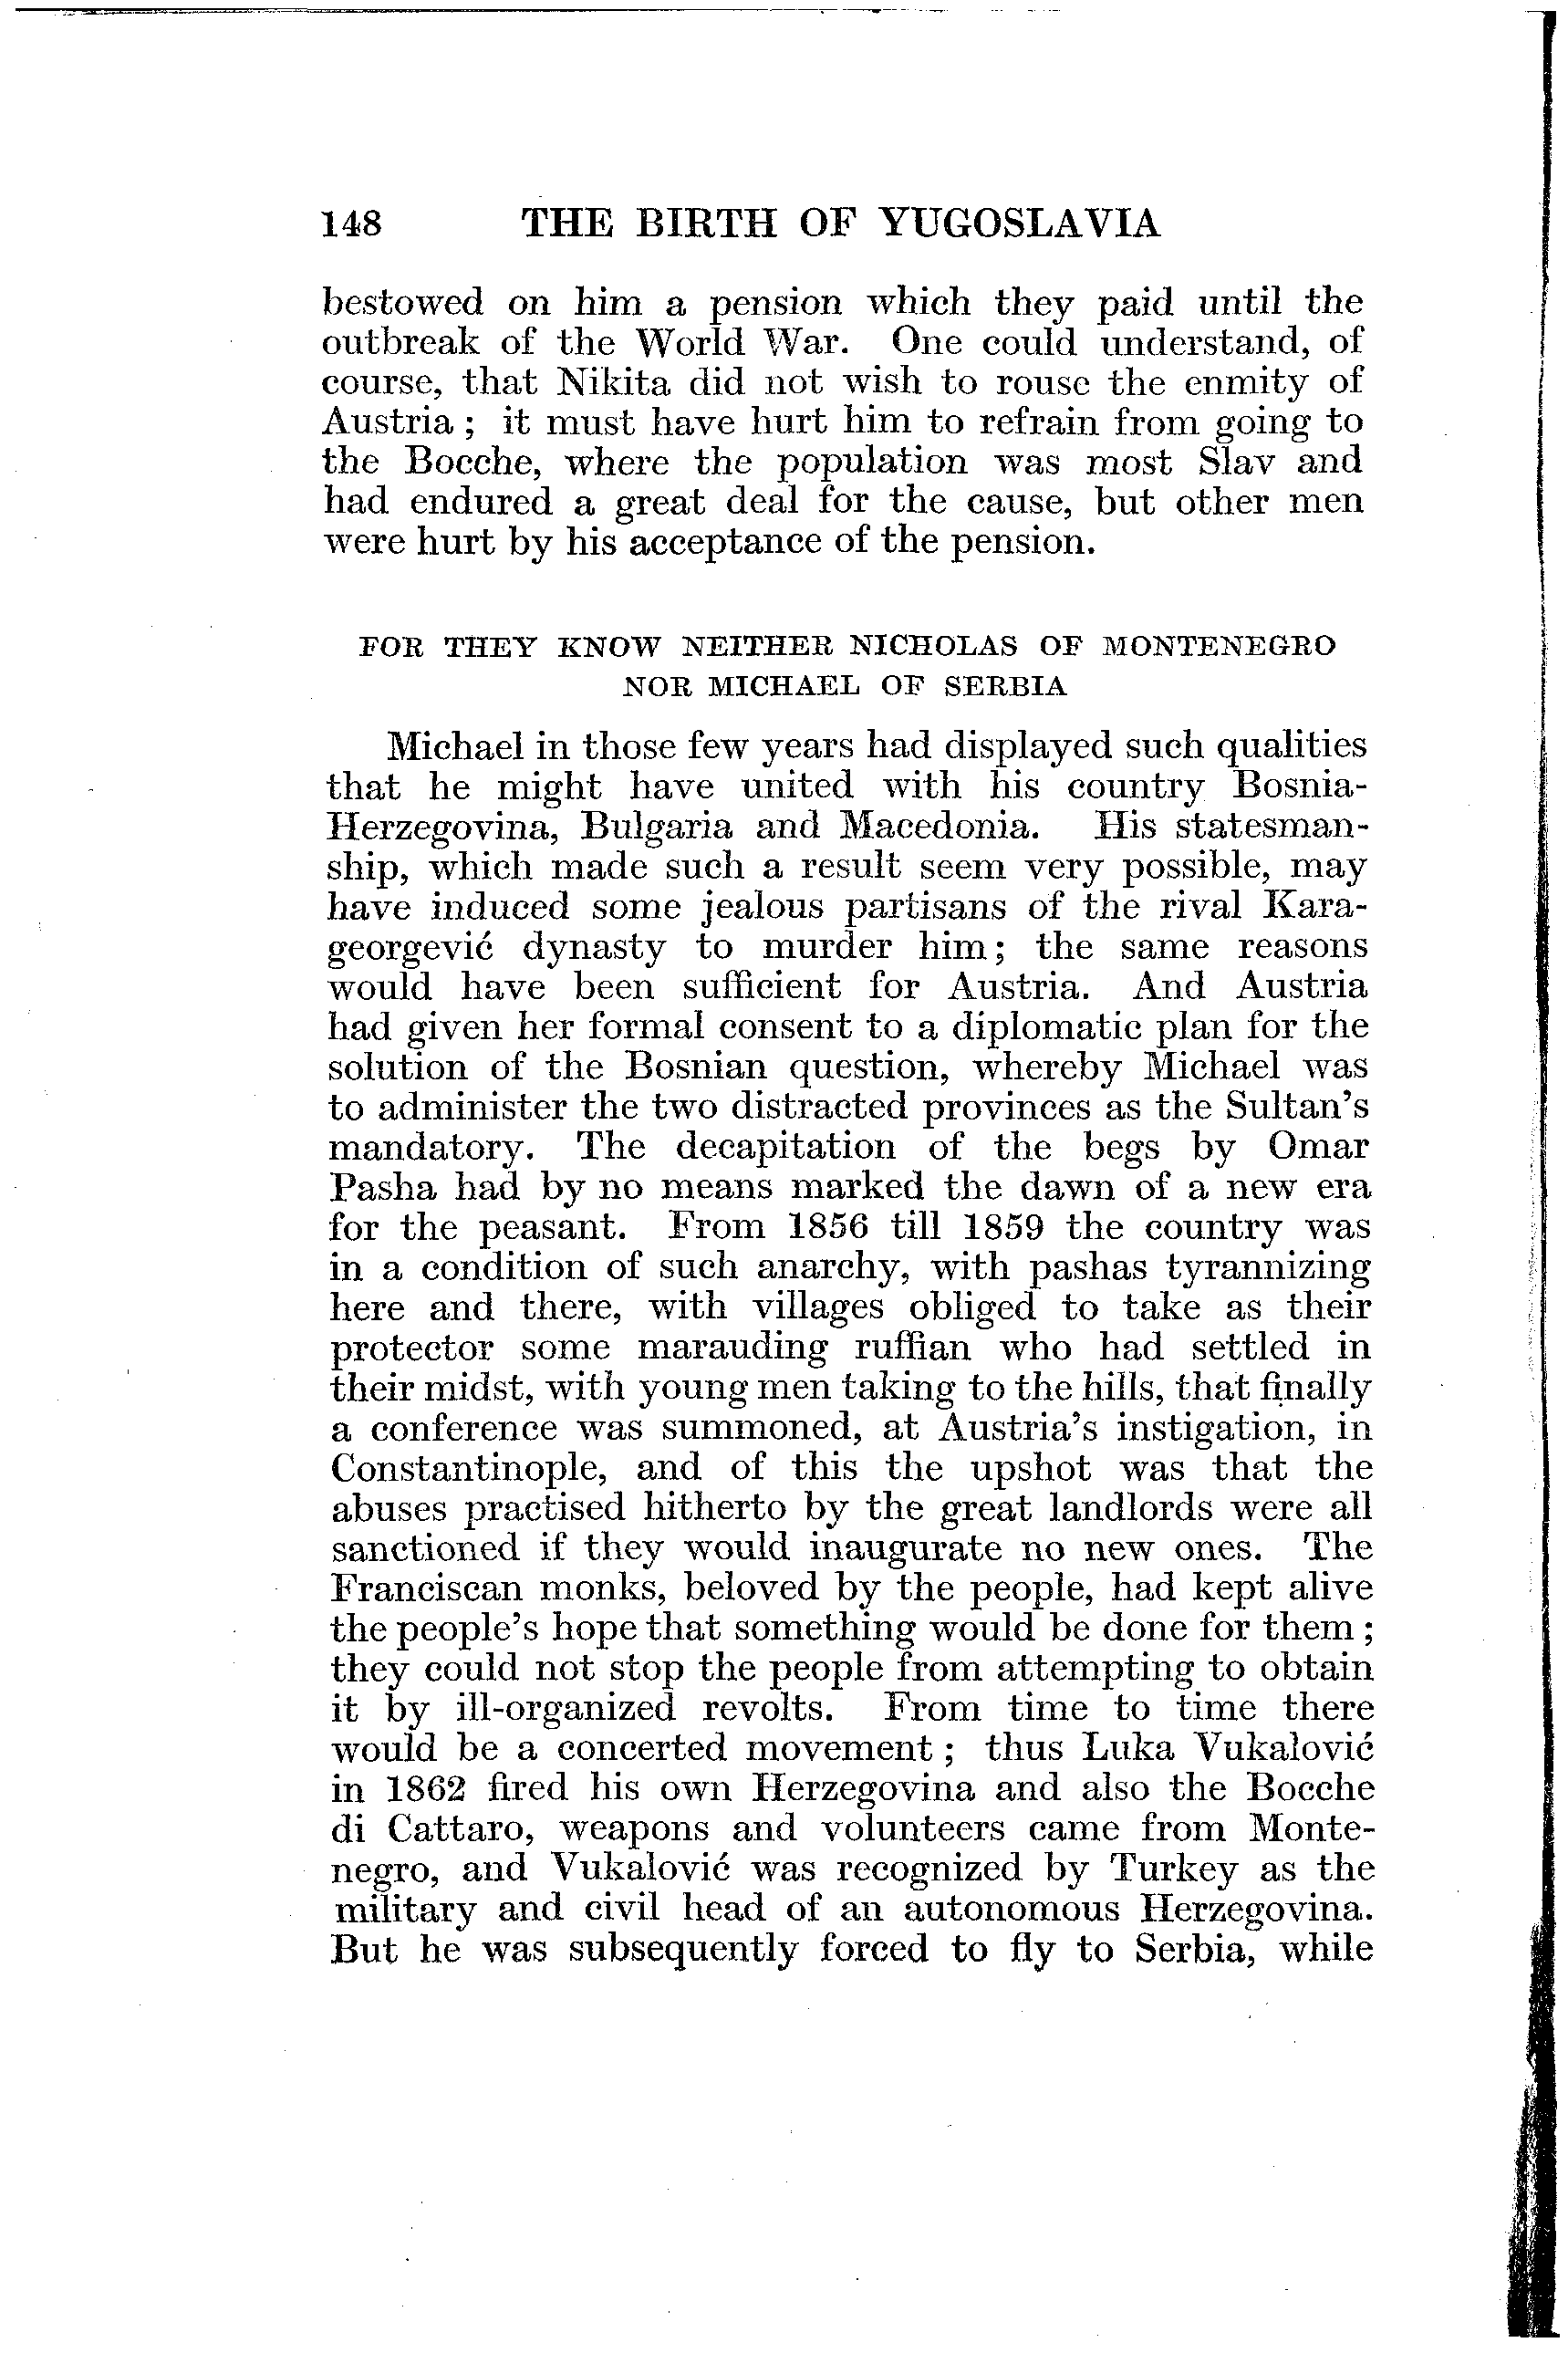 148 THE BIRTH OF YUGOSLAVIA
bestowed on him a pension which they paid until the
outbreak of the World War. One could understand, of
course, that Nikita did not wish to rouse the enmity of
Austria ; it must have hurt him to refrain from going to
the Bocche, where the population was most Slav and
had endured a great deal for the cause, but other men
were hurt by his acceptance of the pension.
FOR THEY KNOW NEITHER NICHOLAS OF MONTENEGRO
NOR MICHAEL OF SERBIA
Michael in those few years had displayed such qualities
that he might have united with his country Bosnia-
Herzegovina, Bulgaria and Macedonia. His statesman-
ship, which made such a result seem very possible, may
have induced some jealous partisans of the rival Kara-
georgević dynasty to murder him; the same reasons
would have been sufficient for Austria. And Austria
had given her formal consent to a diplomatic plan for the
solution of the Bosnian question, whereby Michael was
to administer the two distracted provinces as the Sultan's
mandatory. The decapitation of the begs by Omar
Pasha had by no means marked the dawn of a new era
for the peasant. From 1856 till 1859 the country was
in a condition of such anarchy, with pashas tyrannizing
here and there, with villages obliged to take as their
protector some marauding ruffian who had settled in
their midst, with young men taking to the hills, that finally
a conference was summoned, at Austria's instigation, in
Constantinople, and of this the upshot was that the
abuses practised hitherto by the great landlords were all
sanctioned if they would inaugurate no new ones. The
Franciscan monks, beloved by the people, had kept alive
the people's hope that something would be done for them ;
they could not stop the people from attempting to obtain
it by ill-organized revolts. From time to time there
would be a concerted movement ; thus Luka Vukalović
in 1862 fired his own Herzegovina and also the Bocche
di Cattaro, weapons and volunteers came from Monte-
negro, and Vukalović was recognized by Turkey as the
military and civil head of an autonomous Herzegovina.
But he was subsequently forced to fly to Serbia, while